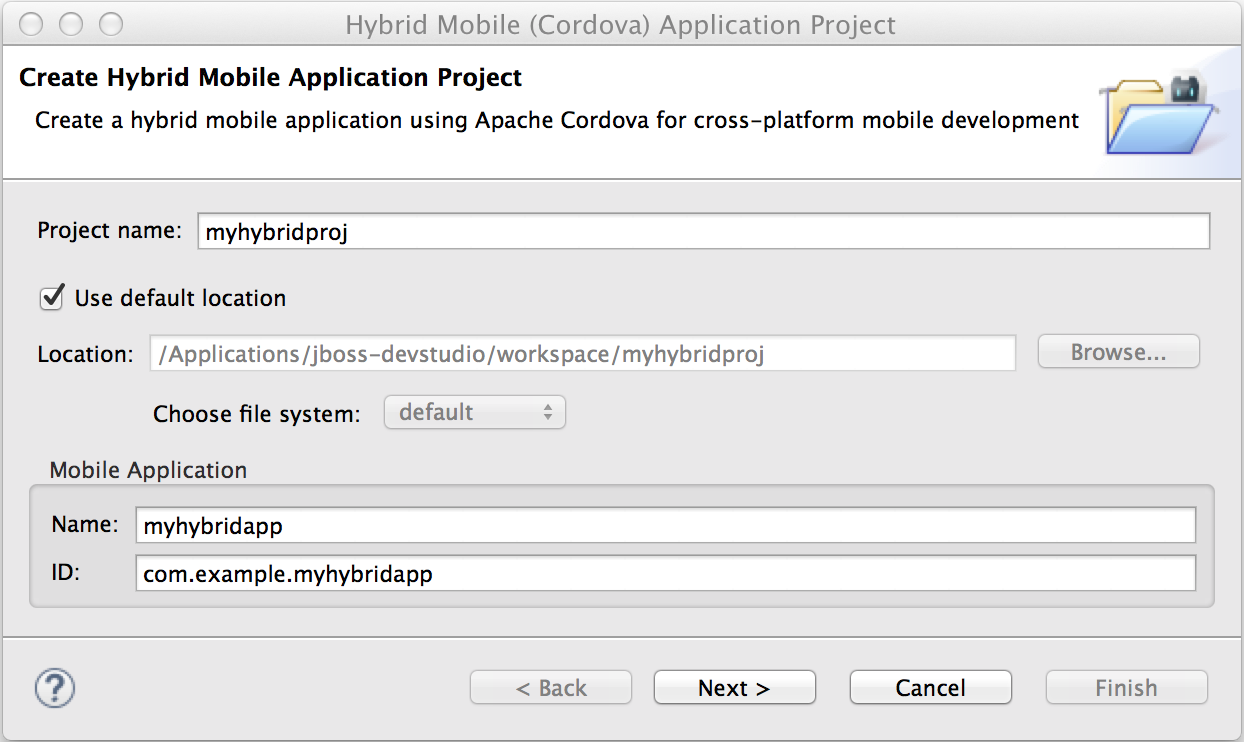 Hybrid Mobile (Cordova) Application Project
Create Hybrid Mobile Application Project
Create a hybrid mobile application using Apache Cordova for cross-platform mobile development
Project name: myhybridproj
Use default location
Location: /Applications/jboss-devstudio/workspace/myhybridproj Browse...
Choose file system: default
Mobile Application
Name: myhybridapp
ID: com.example.myhybridapp
? < Back Next > Cancel Finish